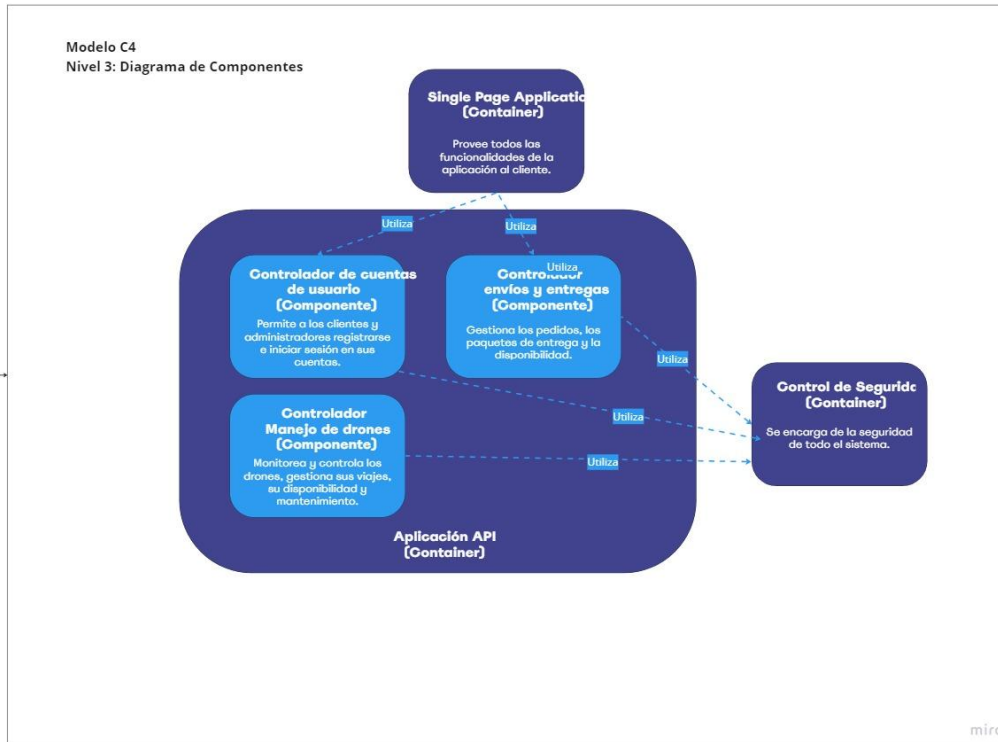 Modelo C4
Nivel 3: Diagrama de Componentes
Single Page Applicatio
(Container)
Provee todos las
funcionalidades de la
aplicación al cliente.
Utiliza
Utiliza
Controlador de cuentas
de usuario
(Componente)
Permite a los clientes y
administradores registrarse
e iniciar sesión en sus
cuentas.
Utiliza
Controlador
envíos y entregas
(Componente)
Gestiona los pedidos, los
paquetes de entrega y la
disponibilidad.
Utiliza
Control de Segurida
(Container)
Se encarga de la seguridad
de todo el sistema.
Utiliza
Controlador
Manejo de drones
(Componente)
Monitorea y controla los
drones, gestiona sus viajes,
su disponibilidad y
mantenimiento.
Utiliza
Aplicación API
(Container)
miro